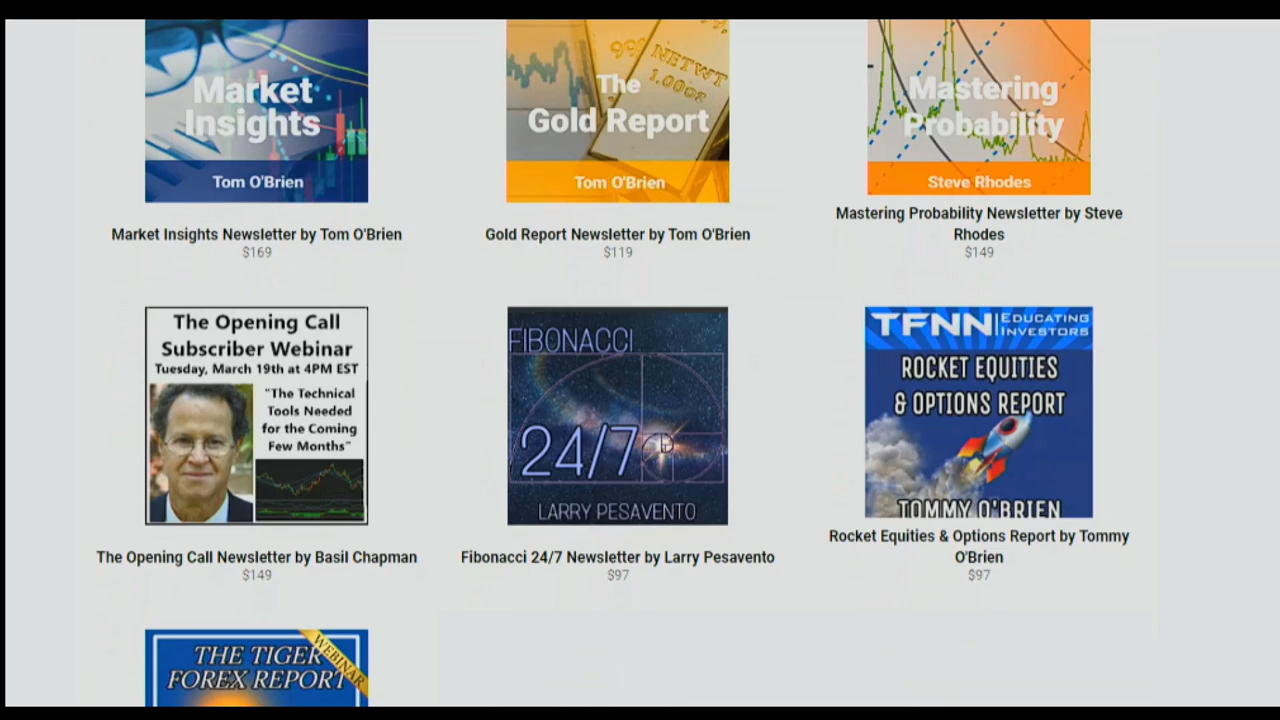 Market
Insights
Tom O'Brien
Market Insights Newsletter by Tom O'Brien
$169
999
NETWT
1.000Z
The
Gold Report
Tom O'Brien
Gold Report Newsletter by Tom O'Brien
$119
Mastering
Probability
Steve Rhodes
Mastering Probability Newsletter by Steve
Rhodes
$149
The Opening Call
Subscriber Webinar
Tuesday, March 19th at 4PM EST
"The Technical
Tools Needed
for the Coming
Few Months"
The Opening Call Newsletter by Basil Chapman
$149
FIBONACCI
24/7
LARRY PESAVENTO
Fibonacci 24/7 Newsletter by Larry Pesavento
$97
TFNN EDUCATING
INVESTORS
ROCKET EQUITIES
& OPTIONS REPORT
TOMMY O'BRIEN
Rocket Equities & Options Report by Tommy
O'Brien
$97
WEBINAR
THE TIGER
FOREX REPORT